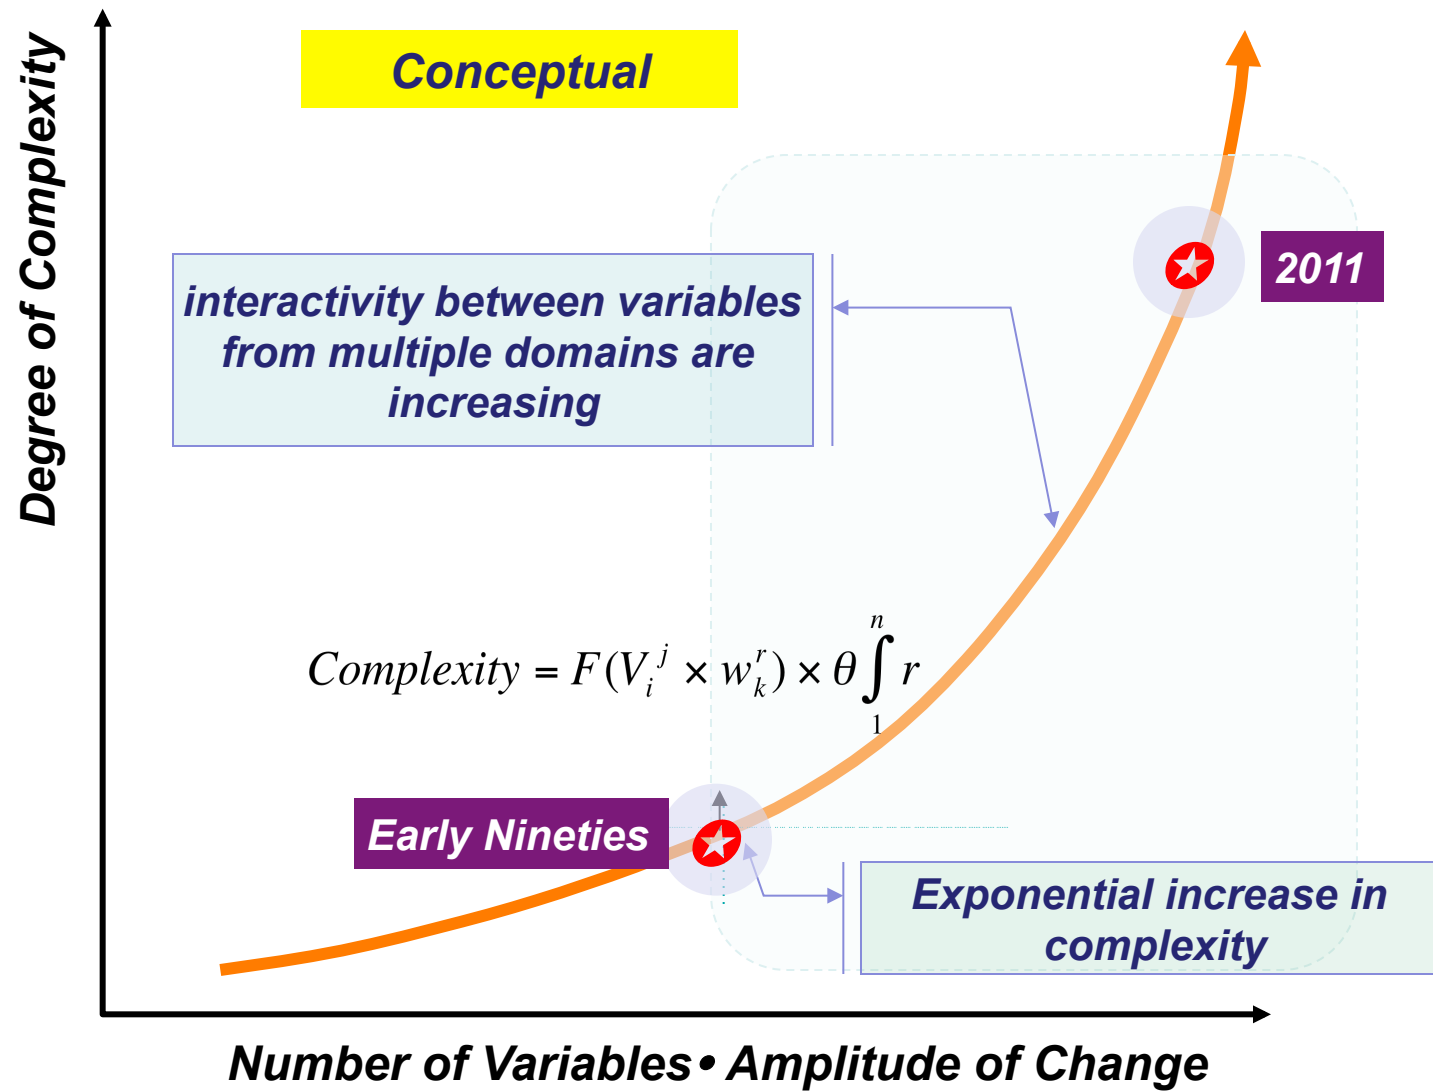 Conceptual
Degree of Complexity
2011
interactivity between variables
from multiple domains are
increasing
Complexity = F(V_i^j × w_k^r) × θ∫_1^n r
Early Nineties
Exponential increase in
complexity
Number of Variables • Amplitude of Change